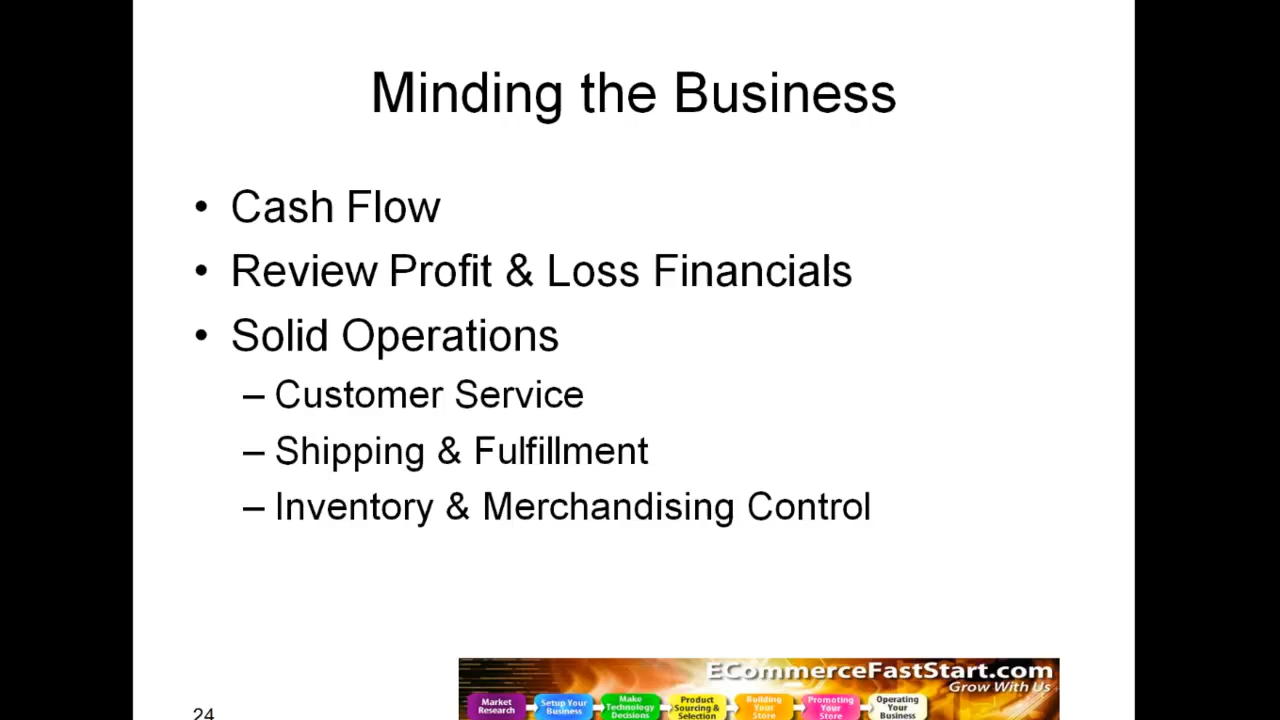 Minding the Business
• Cash Flow
• Review Profit & Loss Financials
• Solid Operations
– Customer Service
– Shipping & Fulfillment
– Inventory & Merchandising Control
ECommerceFastStart.com
Grow With Us
Market
Research
Setup Your
Business
Make
Technology
Decisions
Product
Sourcing &
Selection
Building
Your
Store
Promoting
Your
Store
Operating
Your
Business
24